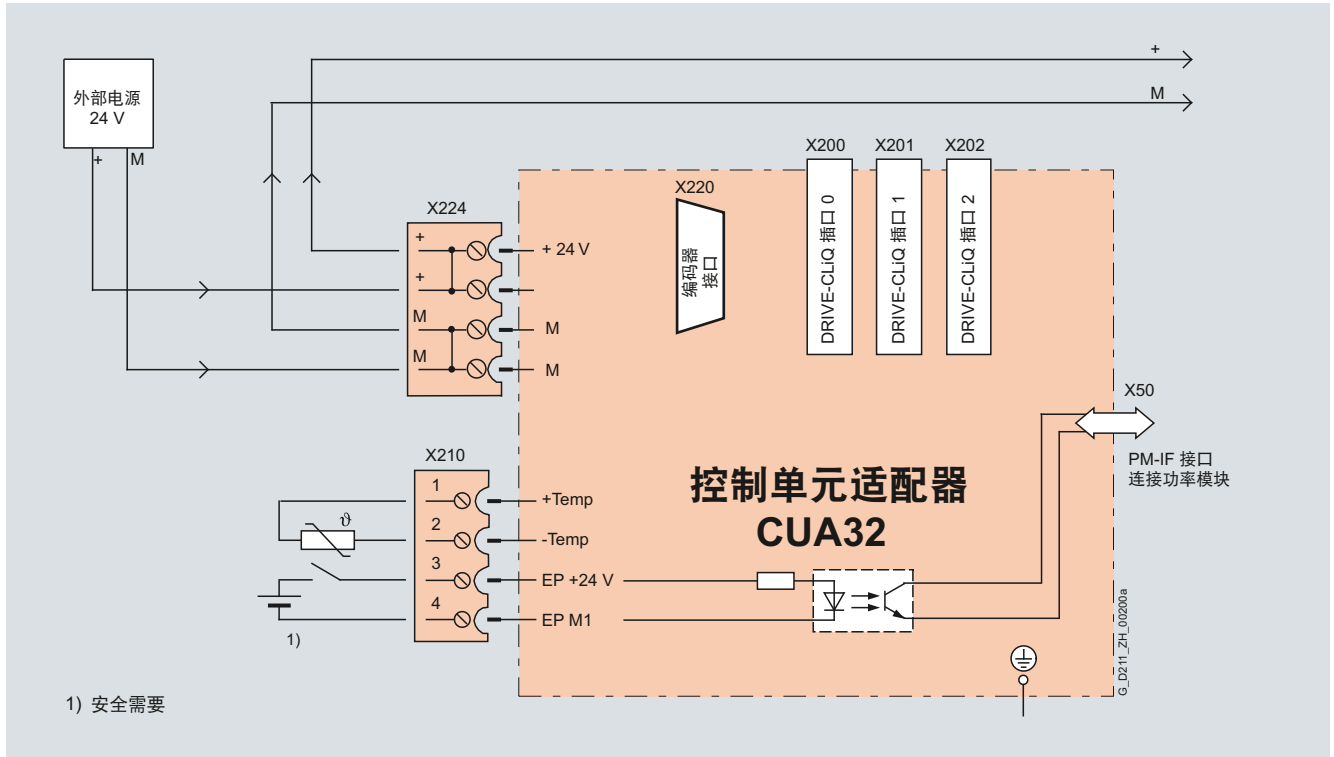 外部电源
24 V
+
M
+
M
X224
+
+
M
M
+ 24 V
M
M
X220
编码器
接口
X200
X201
X202
DRIVE-CLiQ 插口 0
DRIVE-CLiQ 插口 1
DRIVE-CLiQ 插口 2
X50
PM-IF 接口
连接功率模块
控制单元适配器
CUA32
X210
1
2
3
4
+Temp
-Temp
EP +24 V
EP M1
ϑ
1)
G_D211_ZH_00200a
1) 安全需要